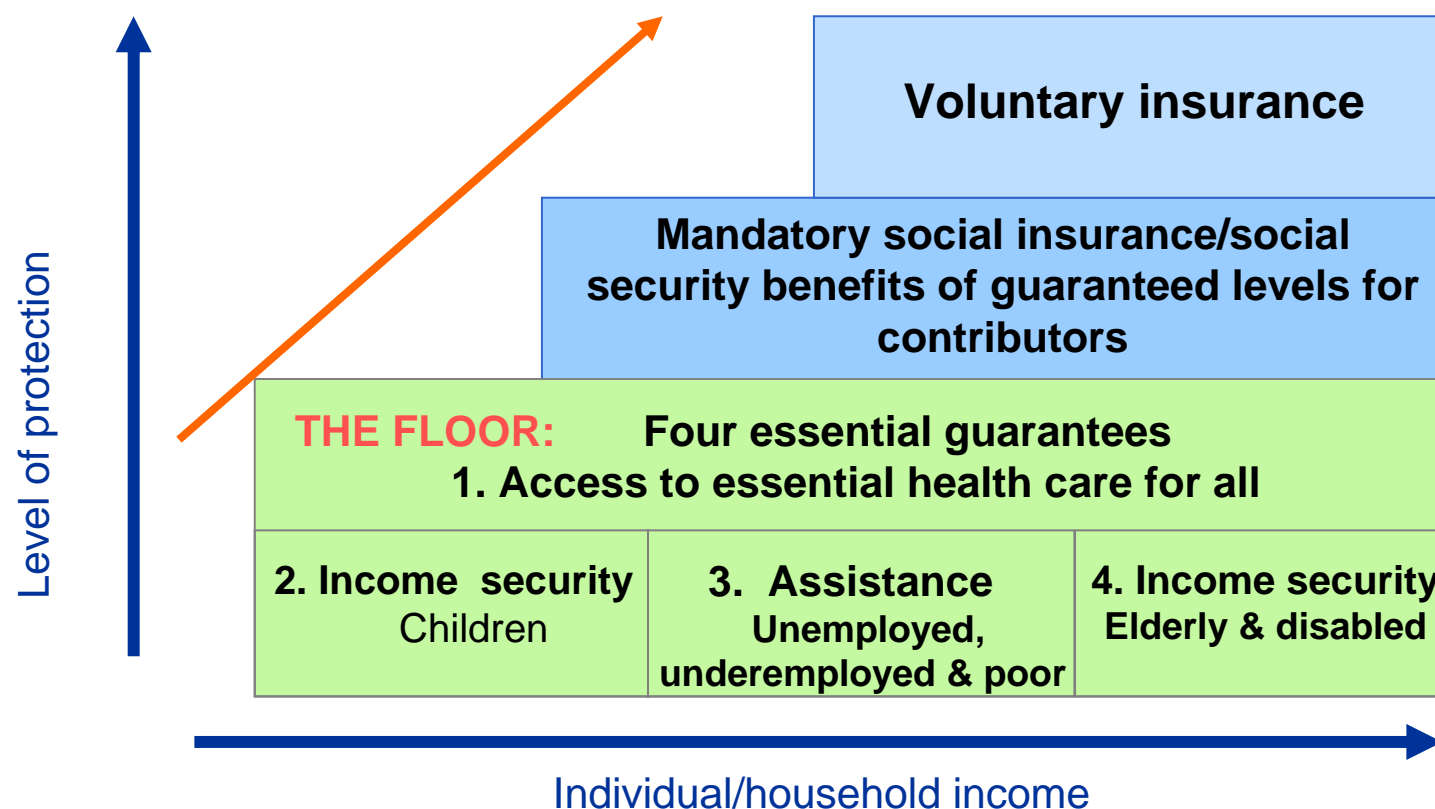 Voluntary insurance
Mandatory social insurance/social
security benefits of guaranteed levels for
contributors
THE FLOOR: Four essential guarantees
1. Access to essential health care for all
2. Income security
Children
3. Assistance
Unemployed,
underemployed & poor
4. Income security
Elderly & disabled
Level of protection
Individual/household income